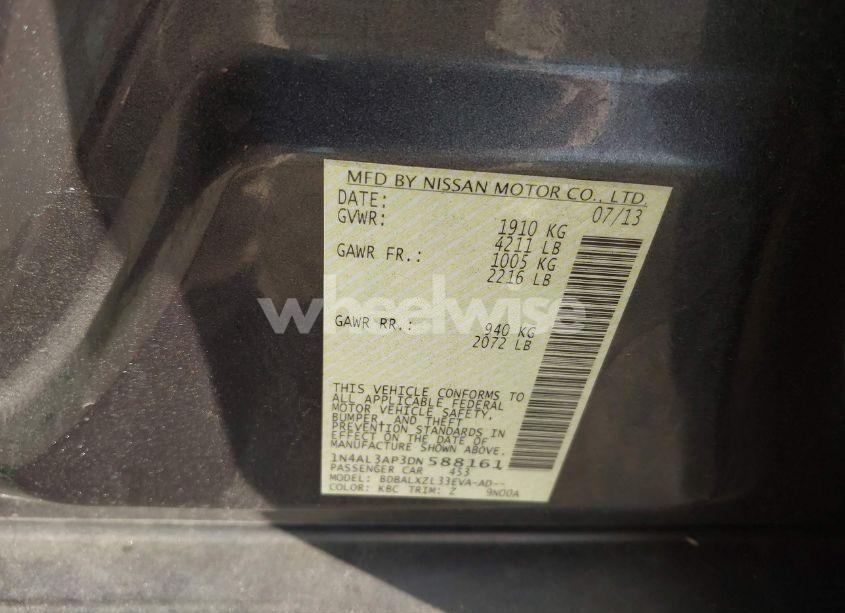 MFD BY NISSAN MOTOR CO., LTD.
DATE: 07/13
GVWR: 1910 KG
4211 LB
GAWR FR.: 1005 KG
2216 LB
wheelwise
GAWR RR.: 940 KG
2072 LB
THIS VEHICLE CONFORMS TO
ALL APPLICABLE FEDERAL
MOTOR VEHICLE SAFETY,
BUMPER, AND THEFT
PREVENTION STANDARDS IN
EFFECT ON THE DATE OF
MANUFACTURE SHOWN ABOVE.
1N4AL3AP3DN 588161
PASSENGER CAR 453
MODEL: BDBALXZL33EVA-AD--
COLOR: KBC TRIM: Z 9N00A